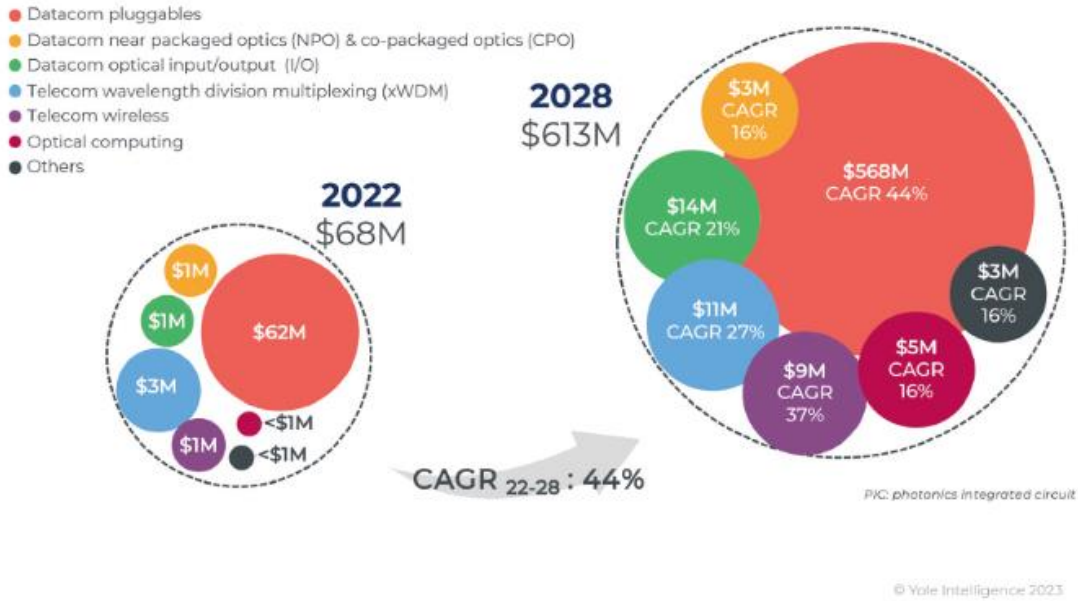 Datacom pluggables
Datacom near packaged optics (NPO) & co-packaged optics (CPO)
Datacom optical input/output (I/O)
Telecom wavelength division multiplexing (xWDM)
Telecom wireless
Optical computing
Others
2022
$68M
$1M
$1M
$62M
$3M
$1M
<$1M
<$1M
2028
$613M
$3M
CAGR
16%
$568M
CAGR 44%
$14M
CAGR 21%
$11M
CAGR 27%
$9M
CAGR
37%
$5M
CAGR
16%
$3M
CAGR
16%
CAGR 22-28 : 44%
PIC: photonics integrated circuit
© Yole Intelligence 2023